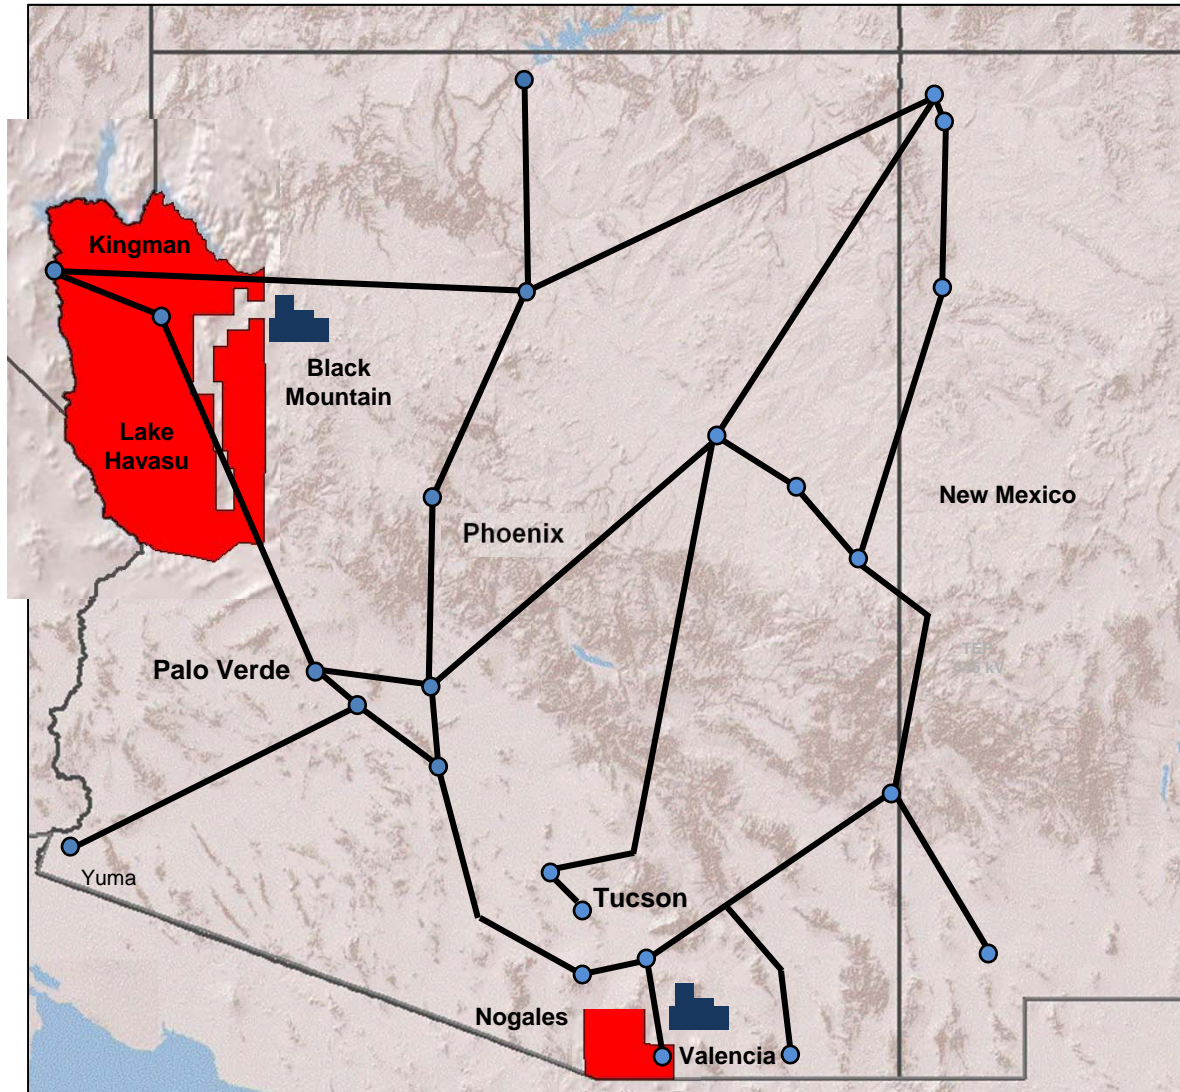 Kingman
Black
Mountain
Lake
Havasu
New Mexico
Phoenix
Palo Verde
Yuma
Tucson
Nogales
Valencia